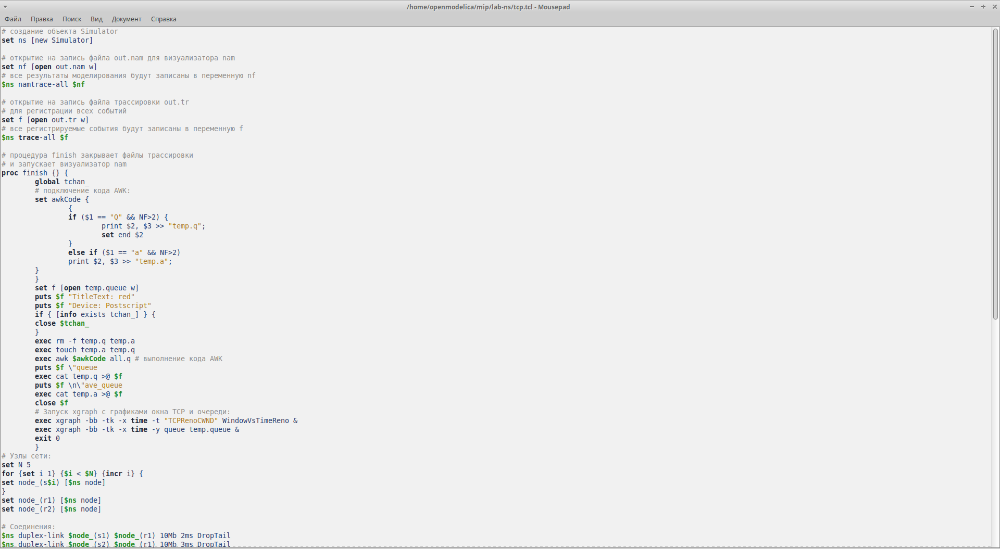 /home/openmodelica/mip/lab-ns/tcp.tcl - Mousepad
Файл Правка Поиск Вид Документ Справка
# создание объекта Simulator
set ns [new Simulator]
# открытие на запись файла out.nam для визуализатора nam
set nf [open out.nam w]
# все результаты моделирования будут записаны в переменную nf
$ns namtrace-all $nf
# открытие на запись файла трассировки out.tr
# для регистрации всех событий
set f [open out.tr w]
# все регистрируемые события будут записаны в переменную f
$ns trace-all $f
# процедура finish закрывает файлы трассировки
# и запускает визуализатор nam
proc finish {} {
global tchan_
# подключение кода AWK:
set awkCode {
{
if ($1 == "Q" && NF>2) {
print $2, $3 >> "temp.q";
set end $2
}
else if ($1 == "a" && NF>2)
print $2, $3 >> "temp.a";
}
}
set f [open temp.queue w]
puts $f "TitleText: red"
puts $f "Device: Postscript"
if { [info exists tchan_] } {
close $tchan_
}
exec rm -f temp.q temp.a
exec touch temp.a temp.q
exec awk $awkCode all.q # выполнение кода AWK
puts $f \"queue
exec cat temp.q >@ $f
puts $f \n\"ave_queue
exec cat temp.a >@ $f
close $f
# Запуск xgraph с графиками окна TCP и очереди:
exec xgraph -bb -tk -x time -t "TCPRenoCWND" WindowVsTimeReno &
exec xgraph -bb -tk -x time -y queue temp.queue &
exit 0
}
# Узлы сети:
set N 5
for {set i 1} {$i < $N} {incr i} {
set node_(s$i) [$ns node]
}
set node_(r1) [$ns node]
set node_(r2) [$ns node]
# Соединения:
$ns duplex-link $node_(s1) $node_(r1) 10Mb 2ms DropTail
$ns duplex-link $node_(s2) $node_(r1) 10Mb 3ms DropTail